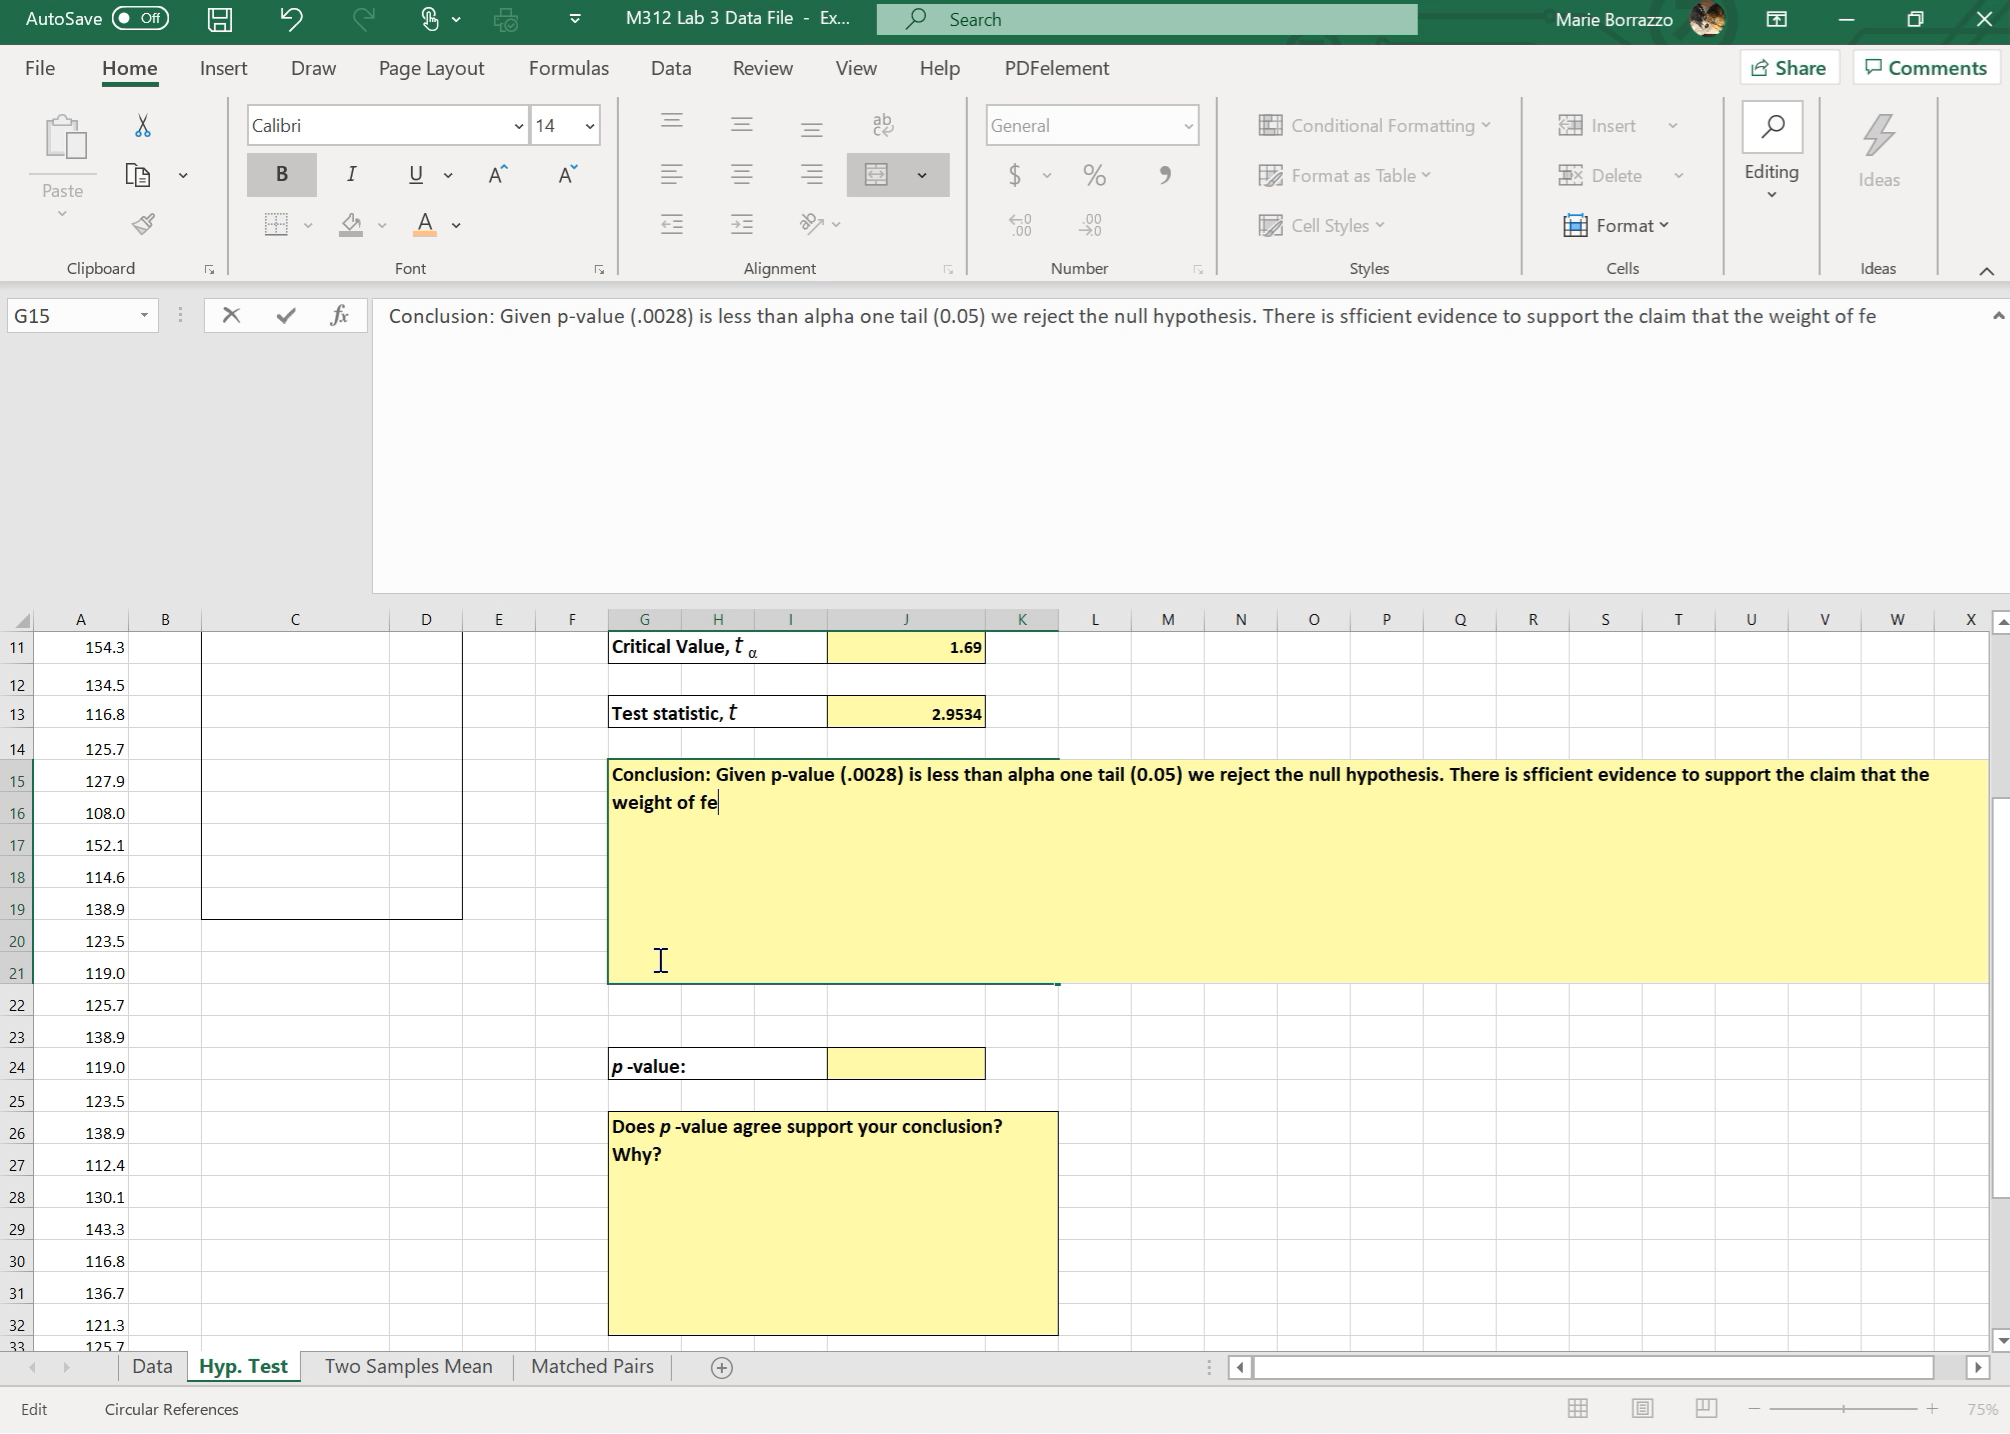 AutoSave Off M312 Lab 3 Data File - Ex... Search Marie Borrazzo
File Home Insert Draw Page Layout Formulas Data Review View Help PDFelement Share Comments
Calibri 14 ab c General Conditional Formatting Insert
Paste B I U A A $ % , Format as Table Delete Editing Ideas
A ←0 .00 .00 →0 Cell Styles Format
Clipboard Font Alignment Number Styles Cells Ideas
G15 fx Conclusion: Given p-value (.0028) is less than alpha one tail (0.05) we reject the null hypothesis. There is sfficient evidence to support the claim that the weight of fe
A B C D E F G H I J K L M N O P Q R S T U V W X
11 154.3 Critical Value, t α 1.69
12 134.5
13 116.8 Test statistic, t 2.9534
14 125.7
15 127.9 Conclusion: Given p-value (.0028) is less than alpha one tail (0.05) we reject the null hypothesis. There is sfficient evidence to support the claim that the
16 108.0 weight of fe
17 152.1
18 114.6
19 138.9
20 123.5
21 119.0
22 125.7
23 138.9
24 119.0 p -value:
25 123.5
26 138.9 Does p -value agree support your conclusion?
27 112.4 Why?
28 130.1
29 143.3
30 116.8
31 136.7
32 121.3
33 125.7
Data Hyp. Test Two Samples Mean Matched Pairs
Edit Circular References 75%